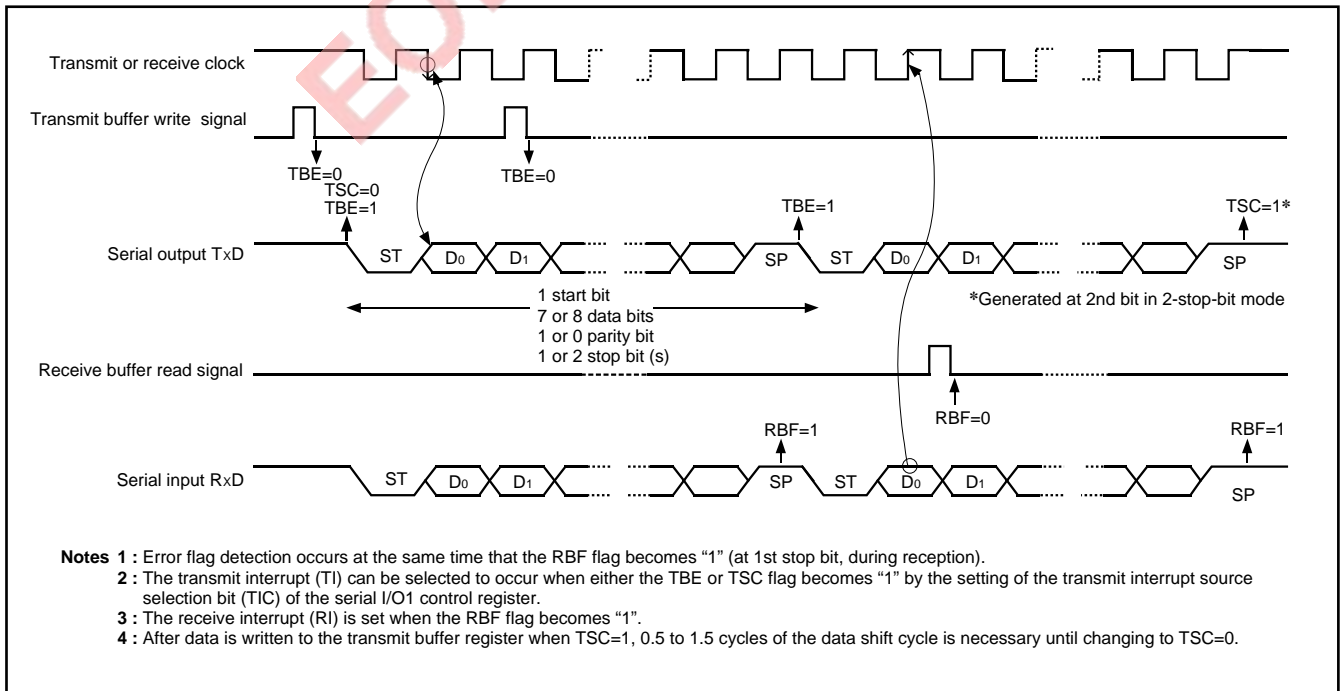 Transmit or receive clock
Transmit buffer write signal
TBE=0
TSC=0
TBE=1
TBE=0
TBE=1
TSC=1*
Serial output TxD
ST
D0
D1
SP
ST
D0
D1
SP
1 start bit
7 or 8 data bits
1 or 0 parity bit
1 or 2 stop bit (s)
*Generated at 2nd bit in 2-stop-bit mode
Receive buffer read signal
RBF=0
RBF=1
RBF=1
Serial input RxD
ST
D0
D1
SP
ST
D0
D1
SP
Notes 1 : Error flag detection occurs at the same time that the RBF flag becomes “1” (at 1st stop bit, during reception).
2 : The transmit interrupt (TI) can be selected to occur when either the TBE or TSC flag becomes “1” by the setting of the transmit interrupt source
selection bit (TIC) of the serial I/O1 control register.
3 : The receive interrupt (RI) is set when the RBF flag becomes “1”.
4 : After data is written to the transmit buffer register when TSC=1, 0.5 to 1.5 cycles of the data shift cycle is necessary until changing to TSC=0.